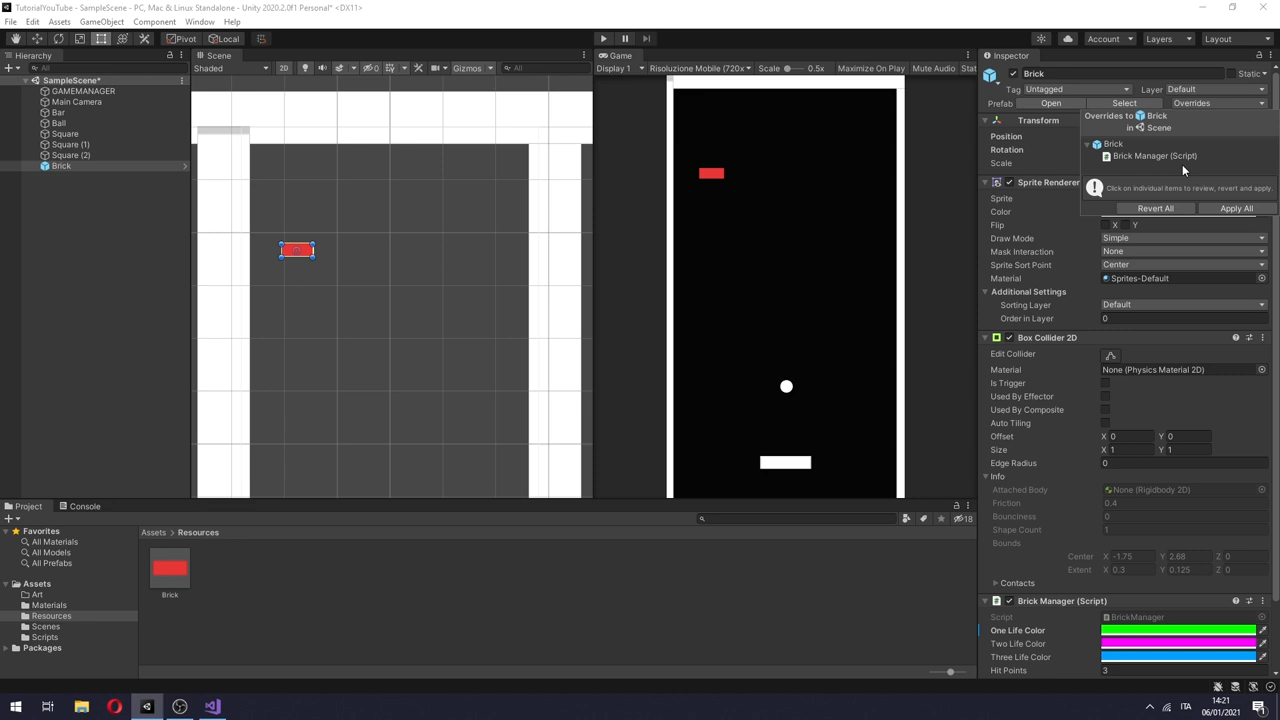 TutorialYouTube - SampleScene - PC, Mac & Linux Standalone - Unity 2020.2.0f1 Personal* <DX11>
File Edit Assets GameObject Component Window Help
Pivot Local Account Layers Layout
Hierarchy
All
SampleScene*
GAMEMANAGER
Main Camera
Bar
Ball
Square
Square (1)
Square (2)
Brick
Scene
Shaded 2D 0 Gizmos All
Game
Display 1 Risoluzione Mobile (720x Scale 0.5x Maximize On Play Mute Audio Stat
Inspector
Brick Static
Tag Untagged Layer Default
Prefab Open Select Overrides
Transform
Position
Rotation
Scale
Overrides to Brick
in Scene
Brick
Brick Manager (Script)
Click on individual items to review, revert and apply.
Revert All Apply All
Sprite Renderer
Sprite
Color
Flip X Y
Draw Mode Simple
Mask Interaction None
Sprite Sort Point Center
Material Sprites-Default
Additional Settings
Sorting Layer Default
Order in Layer 0
Box Collider 2D
Edit Collider
Material None (Physics Material 2D)
Is Trigger
Used By Effector
Used By Composite
Auto Tiling
Offset X 0 Y 0
Size X 1 Y 1
Edge Radius 0
Info
Attached Body None (Rigidbody 2D)
Friction 0.4
Bounciness 0
Shape Count 1
Bounds
Center X -1.75 Y 2.68 Z 0
Extent X 0.3 Y 0.125 Z 0
Contacts
Brick Manager (Script)
Script BrickManager
One Life Color
Two Life Color
Three Life Color
Hit Points 3
Project Console
18
Favorites
All Materials
All Models
All Prefabs
Assets
Art
Materials
Resources
Scenes
Scripts
Packages
Assets > Resources
Brick
ITA
14:21
06/01/2021
1